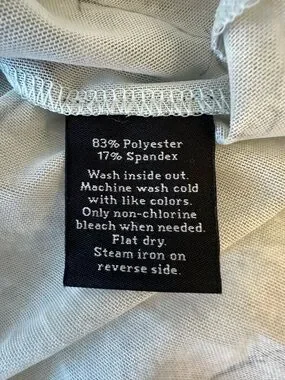 83% Polyester
17% Spandex
Wash inside out.
Machine wash cold
with like colors.
Only non-chlorine
bleach when needed.
Flat dry.
Steam iron on
reverse side.